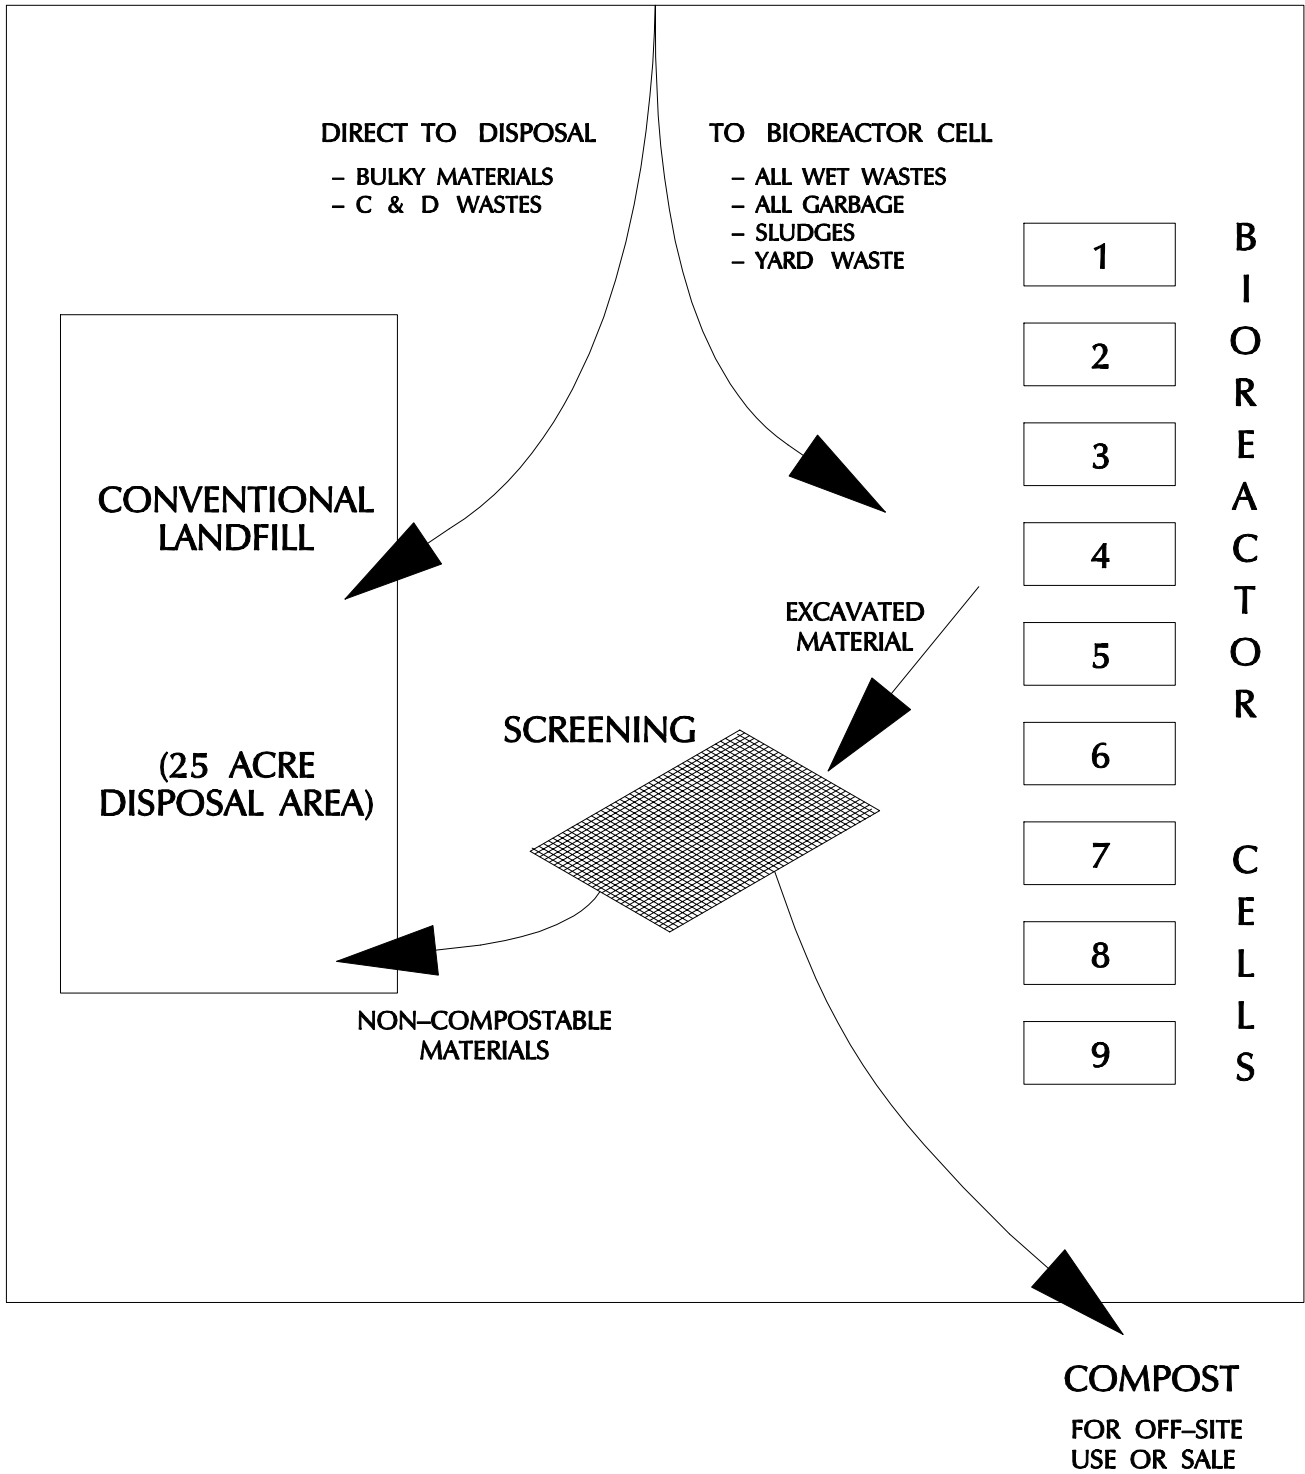 DIRECT TO DISPOSAL
– BULKY MATERIALS
– C & D WASTES
TO BIOREACTOR CELL
– ALL WET WASTES
– ALL GARBAGE
– SLUDGES
– YARD WASTE
CONVENTIONAL
LANDFILL
(25 ACRE
DISPOSAL AREA)
EXCAVATED
MATERIAL
SCREENING
NON–COMPOSTABLE
MATERIALS
1
2
3
4
5
6
7
8
9
BIOREACTOR CELLS
COMPOST
FOR OFF–SITE
USE OR SALE